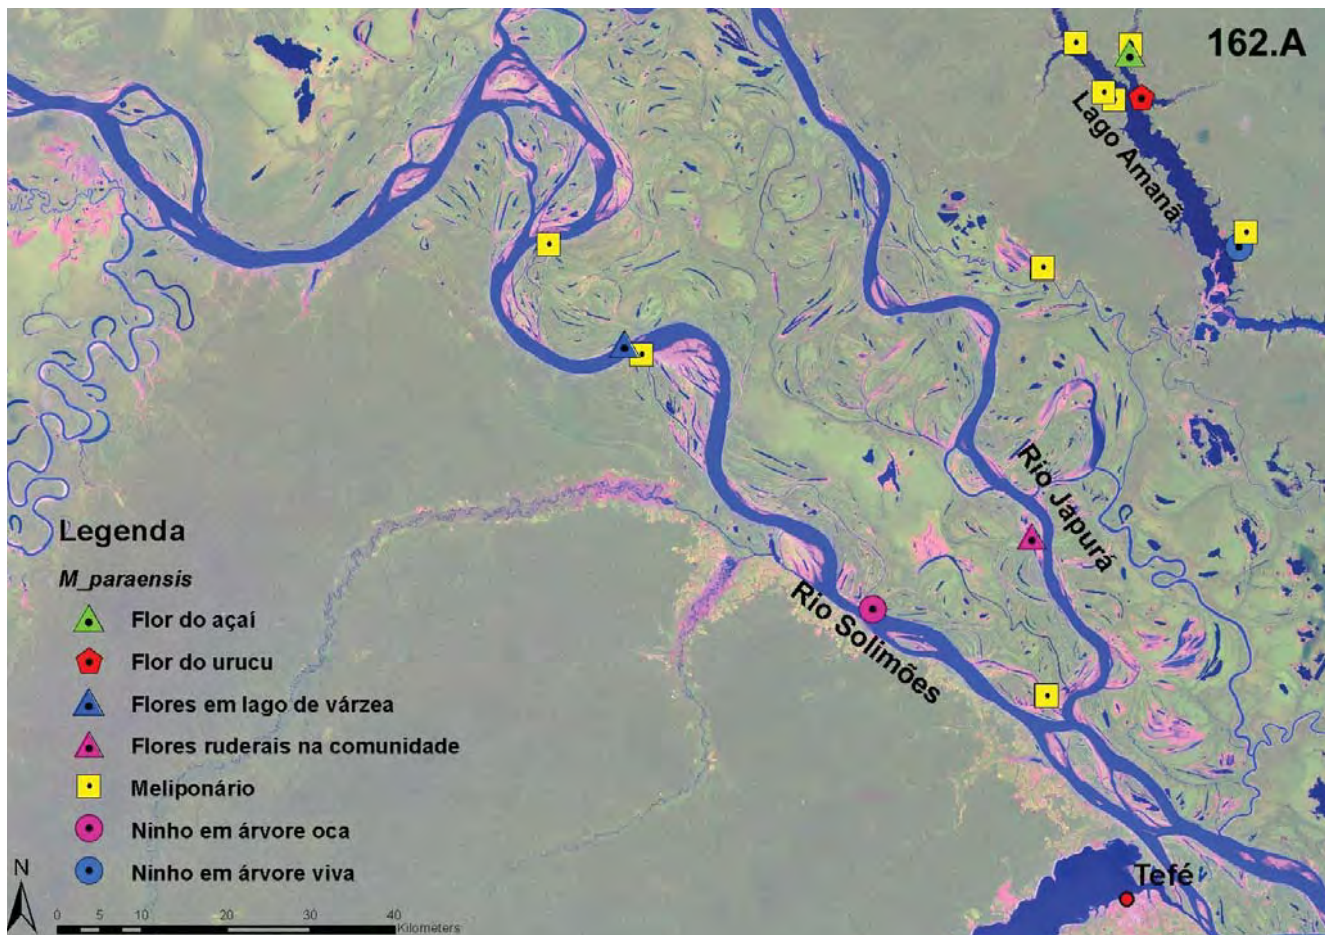 162.A
Lago Amanã
Rio Japurá
Rio Solimões
Tefé
Legenda
M_paraensis
Flor do açaí
Flor do urucu
Flores em lago de várzea
Flores ruderais na comunidade
Meliponário
Ninho em árvore oca
Ninho em árvore viva
N
0 5 10 20 30 40
Kilometers